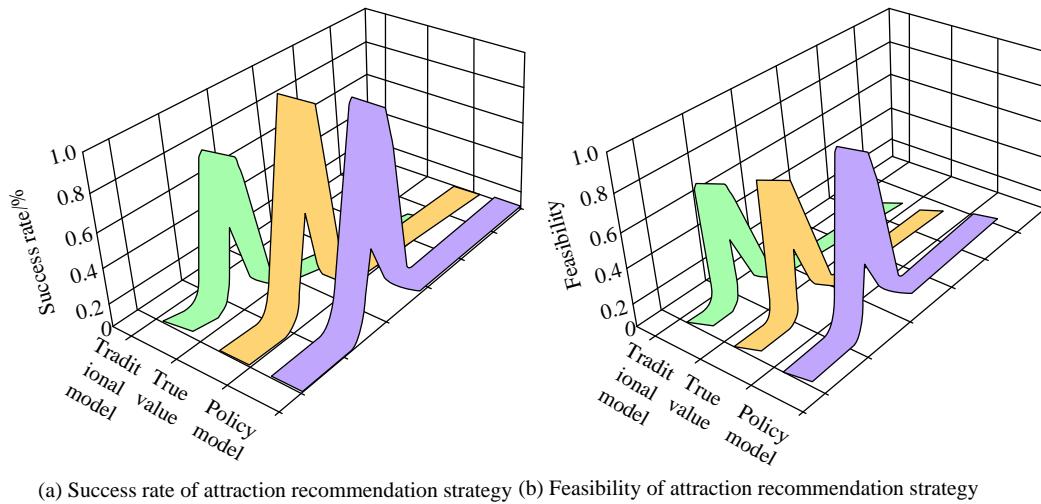 1.0
0.8
0.6
0.4
0.2
0
Success rate/%
Tradit
ional
model
True
value
Policy
model
(a) Success rate of attraction recommendation strategy
1.0
0.8
0.6
0.4
0.2
0
Feasibility
Tradit
ional
model
True
value
Policy
model
(b) Feasibility of attraction recommendation strategy